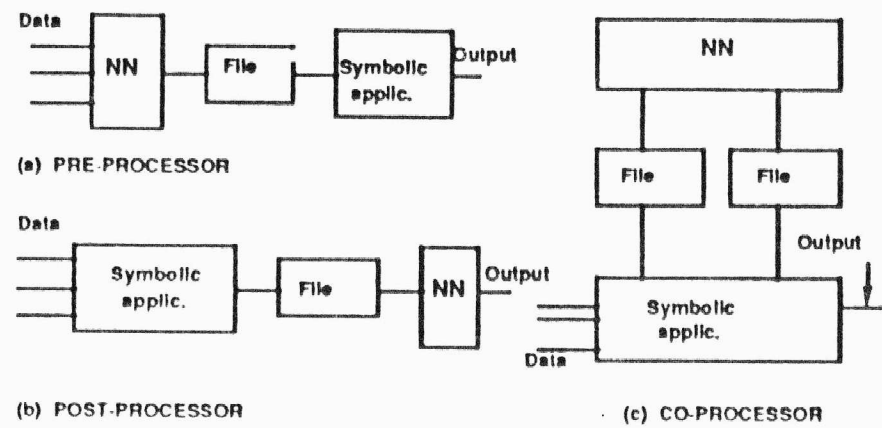 Data
NN
File
Symbolic
applic.
Output
(a) PRE-PROCESSOR
Data
Symbolic
applic.
File
NN
Output
(b) POST-PROCESSOR
NN
File
File
Output
Symbolic
applic.
Data
(c) CO-PROCESSOR